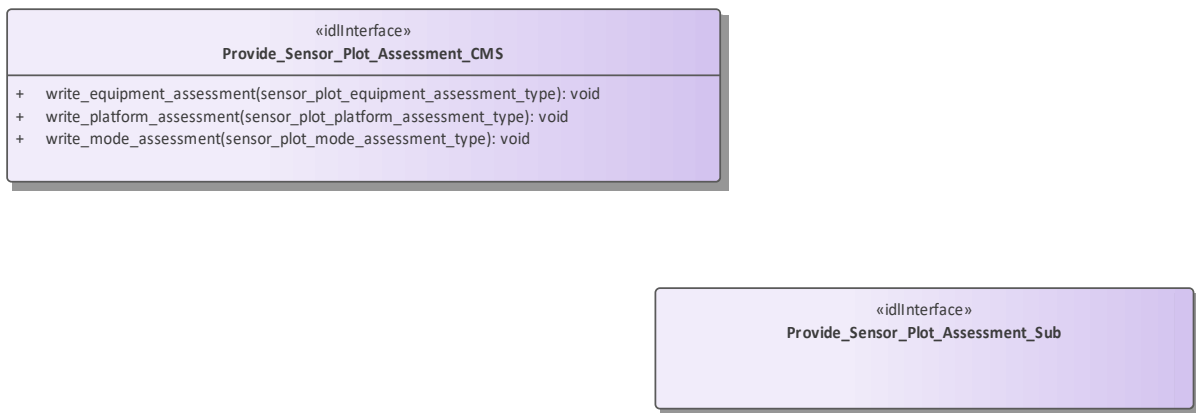 «idlInterface»
Provide_Sensor_Plot_Assessment_CMS
+ write_equipment_assessment(sensor_plot_equipment_assessment_type): void
+ write_platform_assessment(sensor_plot_platform_assessment_type): void
+ write_mode_assessment(sensor_plot_mode_assessment_type): void
«idlInterface»
Provide_Sensor_Plot_Assessment_Sub